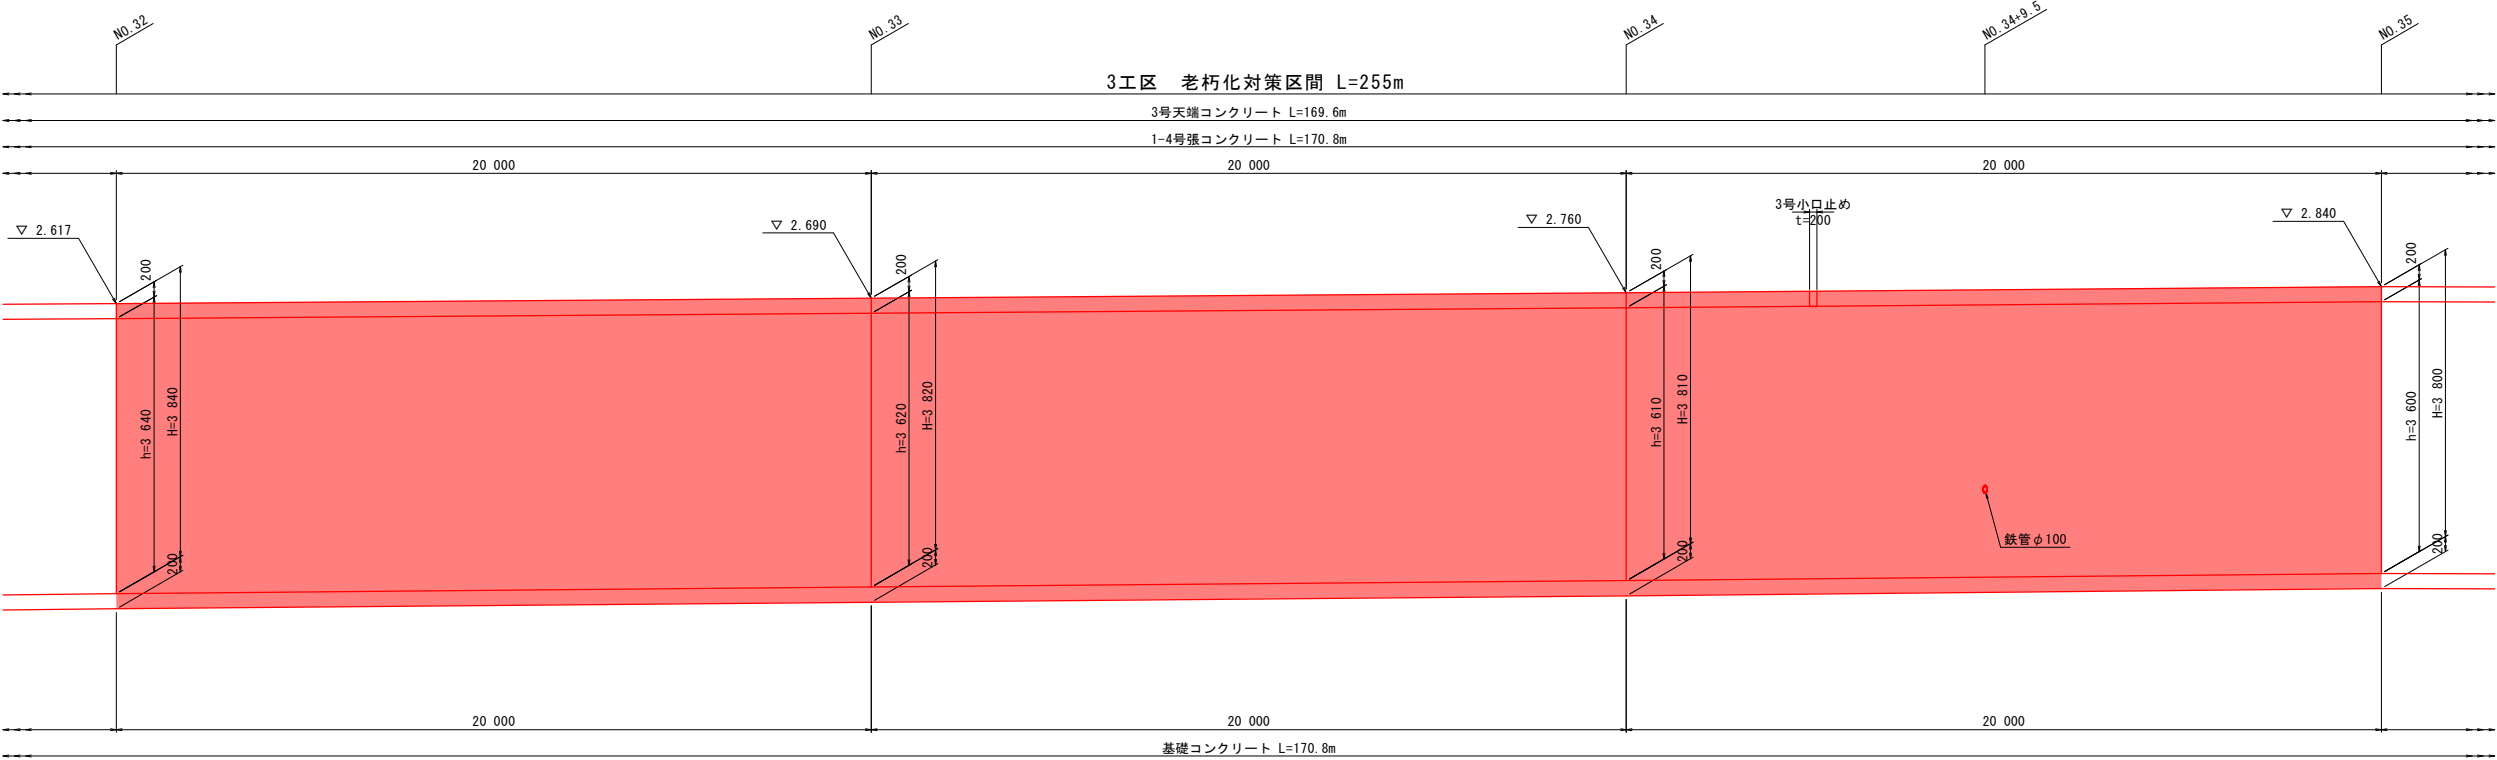 NO.32
NO.33
NO.34
NO.34+9.5
NO.35
3工区　老朽化対策区間 L=255m
3号天端コンクリート L=169.6m
1-4号張コンクリート L=170.8m
20 000
20 000
20 000
3号小口止め
t=200
▽ 2.617
▽ 2.690
▽ 2.760
▽ 2.840
200
h=3 640
H=3 840
200
200
h=3 620
H=3 820
200
200
h=3 610
H=3 810
200
200
h=3 600
H=3 800
200
鉄管φ100
20 000
20 000
20 000
基礎コンクリート L=170.8m